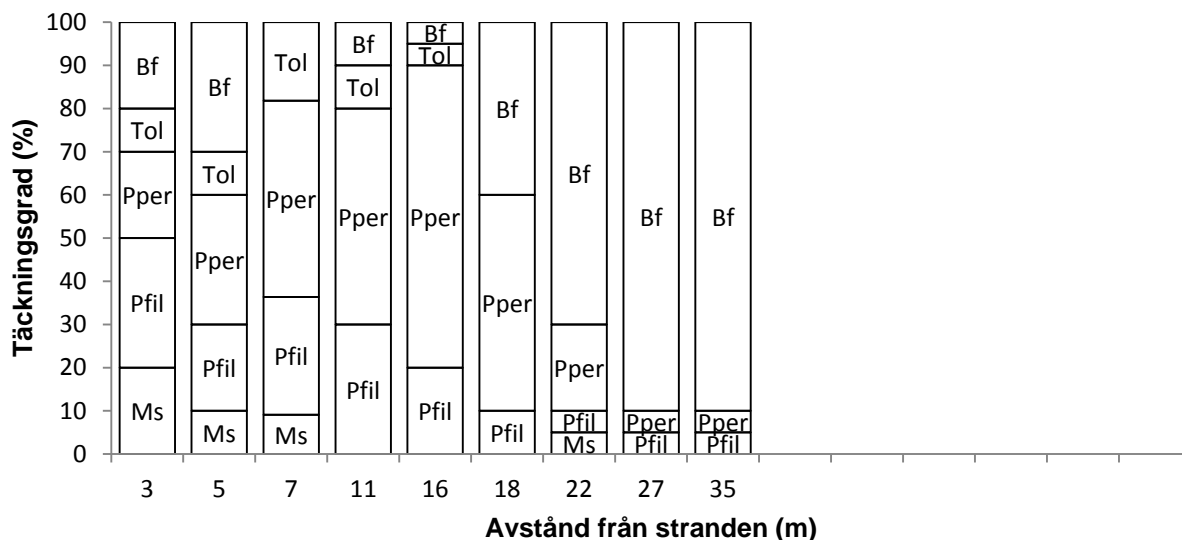 Täckningsgrad (%)
100
90
80
70
60
50
40
30
20
10
0
Bf
Tol
Pper
Pfil
Ms
Bf
Tol
Pper
Pfil
Ms
Tol
Pper
Pfil
Ms
Bf
Tol
Pper
Pfil
Bf
Tol
Pper
Pfil
Bf
Pper
Pfil
Bf
Pper
Pfil
Ms
Bf
Pper
Pfil
Bf
Pper
Pfil
3 5 7 11 16 18 22 27 35
Avstånd från stranden (m)